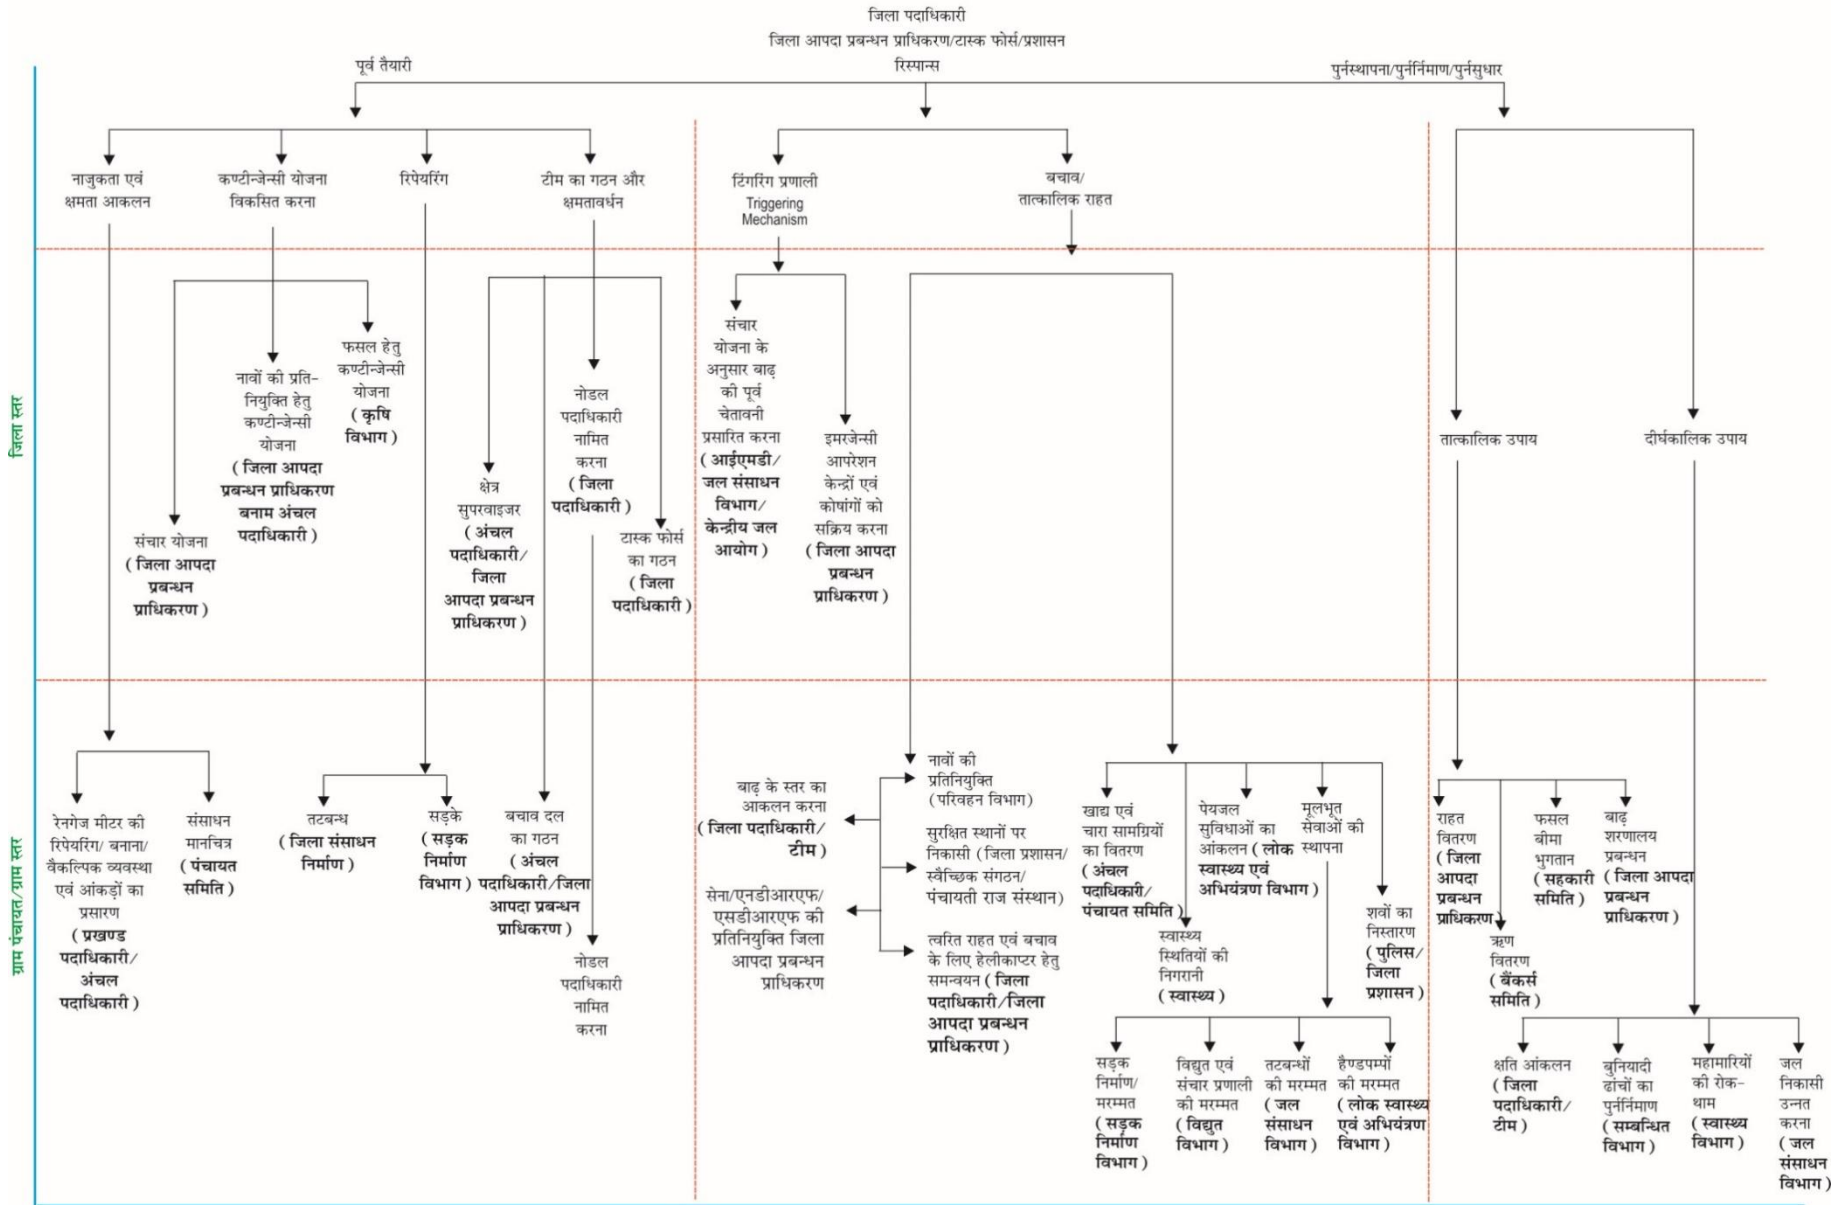 जिला पदाधिकारी
जिला आपदा प्रबन्धन प्राधिकरण/टास्क फोर्स/प्रशासन
पूर्व तैयारी
रिस्पान्स
पुर्नस्थापना/पुर्ननिर्माण/पुर्नसुधार
नाजुकता एवं
क्षमता आकलन
कण्टीन्जेन्सी योजना
विकसित करना
रिपेयरिंग
टीम का गठन और
क्षमतावर्धन
टिंगरिंग प्रणाली
Triggering
Mechanism
बचाव/
तात्कालिक राहत
जिला स्तर
संचार योजना
( जिला आपदा
प्रबन्धन
प्राधिकरण )
नावों की प्रति-
नियुक्ति हेतु
कण्टीन्जेन्सी
योजना
( जिला आपदा
प्रबन्धन प्राधिकरण
बनाम अंचल
पदाधिकारी )
फसल हेतु
कण्टीन्जेन्सी
योजना
( कृषि
विभाग )
क्षेत्र
सुपरवाइजर
( अंचल
पदाधिकारी/
जिला
आपदा प्रबन्धन
प्राधिकरण )
नोडल
पदाधिकारी
नामित
करना
( जिला
पदाधिकारी )
टास्क फोर्स
का गठन
( जिला
पदाधिकारी )
संचार
योजना के
अनुसार बाढ़
की पूर्व
चेतावनी
प्रसारित करना
( आईएमडी/
जल संसाधन
विभाग/
केन्द्रीय जल
आयोग )
इमरजेन्सी
आपरेशन
केन्द्रों एवं
कोषांगों को
सक्रिय करना
( जिला आपदा
प्रबन्धन
प्राधिकरण )
तात्कालिक उपाय
दीर्घकालिक उपाय
ग्राम पंचायत/ग्राम स्तर
रेनगेज मीटर की
रिपेयरिंग/ बनाना/
वैकल्पिक व्यवस्था
एवं आंकड़ों का
प्रसारण
( प्रखण्ड
पदाधिकारी/
अंचल
पदाधिकारी )
संसाधन
मानचित्र
( पंचायत
समिति )
तटबन्ध
( जिला संसाधन
निर्माण )
सड़के
( सड़क
निर्माण
विभाग )
बचाव दल
का गठन
( अंचल
पदाधिकारी/जिला
आपदा प्रबन्धन
प्राधिकरण )
नोडल
पदाधिकारी
नामित
करना
बाढ़ के स्तर का
आकलन करना
( जिला पदाधिकारी/
टीम )
सेना/एनडीआरएफ/
एसडीआरएफ की
प्रतिनियुक्ति जिला
आपदा प्रबन्धन
प्राधिकरण
नावों की
प्रतिनियुक्ति
(परिवहन विभाग)
सुरक्षित स्थानों पर
निकासी (जिला प्रशासन/
स्वैच्छिक संगठन/
पंचायती राज संस्थान)
त्वरित राहत एवं बचाव
के लिए हेलीकाप्टर हेतु
समन्वयन ( जिला
पदाधिकारी/जिला
आपदा प्रबन्धन
प्राधिकरण )
खाद्य एवं
चारा सामग्रियों
का वितरण
( अंचल
पदाधिकारी/
पंचायत समिति )
स्वास्थ्य
स्थितियों की
निगरानी
( स्वास्थ्य )
पेयजल
सुविधाओं का
आंकलन ( लोक
स्वास्थ्य एवं
अभियंत्रण विभाग )
मूलभूत
सेवाओं की
स्थापना
शवों का
निस्तारण
( पुलिस/
जिला
प्रशासन )
सड़क
निर्माण/
मरम्मत
( सड़क
निर्माण
विभाग )
विद्युत एवं
संचार प्रणाली
की मरम्मत
( विद्युत
विभाग )
तटबन्धों
की मरम्मत
( जल
संसाधन
विभाग )
हैण्डपम्पों
की मरम्मत
( लोक स्वास्थ्य
एवं अभियंत्रण
विभाग )
राहत
वितरण
( जिला
आपदा
प्रबन्धन
प्राधिकरण )
ऋण
वितरण
( बैंकर्स
समिति )
फसल
बीमा
भुगतान
( सहकारी
समिति )
बाढ़
शरणालय
प्रबन्धन
( जिला आपदा
प्रबन्धन
प्राधिकरण )
क्षति आंकलन
( जिला
पदाधिकारी/
टीम )
बुनियादी
ढांचों का
पुर्ननिर्माण
( सम्बन्धित
विभाग )
महामारियों
की रोक-
थाम
( स्वास्थ्य
विभाग )
जल
निकासी
उन्नत
करना
( जल
संसाधन
विभाग )